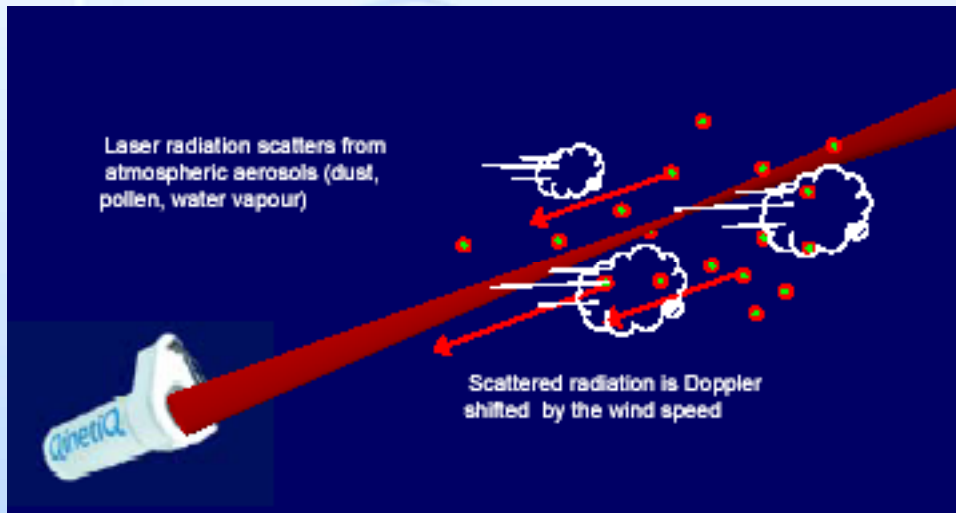 Laser radiation scatters from
atmospheric aerosols (dust,
pollen, water vapour)
Scattered radiation is Doppler
shifted by the wind speed
QinetiQ